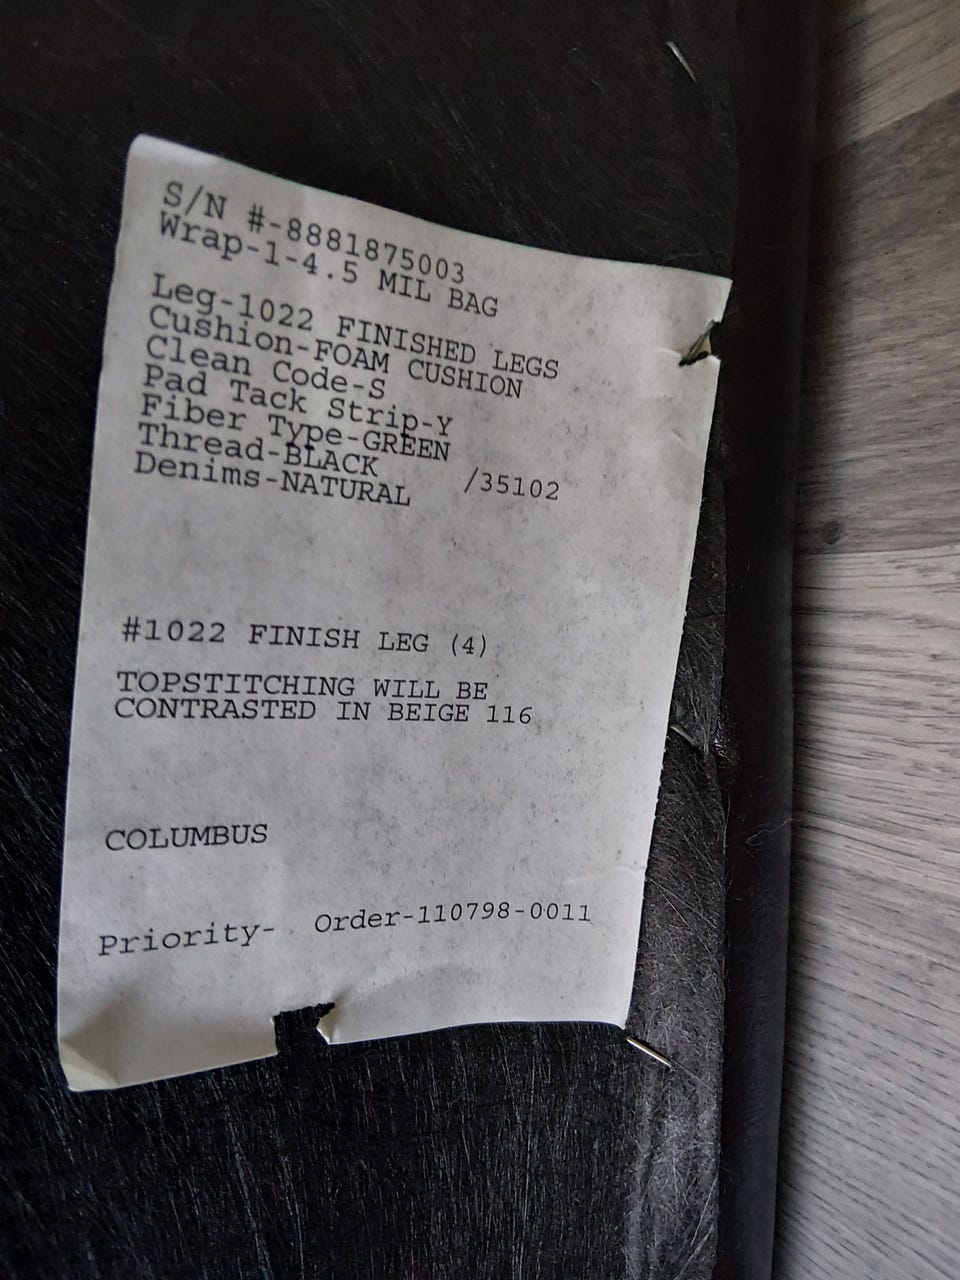 S/N #-8881875003
Wrap-1-4.5 MIL BAG
Leg-1022 FINISHED LEGS
Cushion-FOAM CUSHION
Clean Code-S
Pad Tack Strip-Y
Fiber Type-GREEN
Thread-BLACK /35102
Denims-NATURAL
#1022 FINISH LEG (4)
TOPSTITCHING WILL BE
CONTRASTED IN BEIGE 116
COLUMBUS
Priority- Order-110798-0011